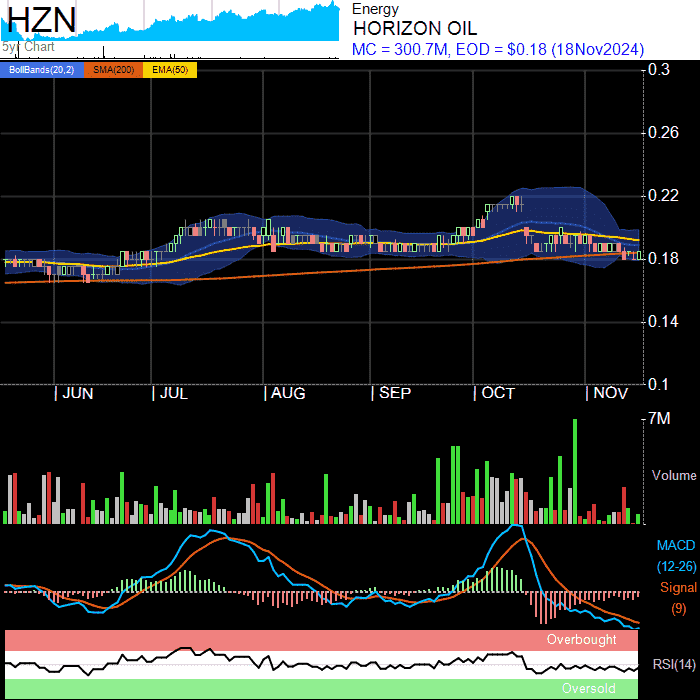 HZN
5yr Chart
Energy
HORIZON OIL
MC = 300.7M, EOD = $0.18 (18Nov2024)
BollBands(20,2) SMA(200) EMA(50)
0.3
0.26
0.22
0.18
0.14
0.1
JUN JUL AUG SEP OCT NOV
7M
Volume
MACD
(12-26)
Signal
(9)
Overbought
RSI(14)
Oversold